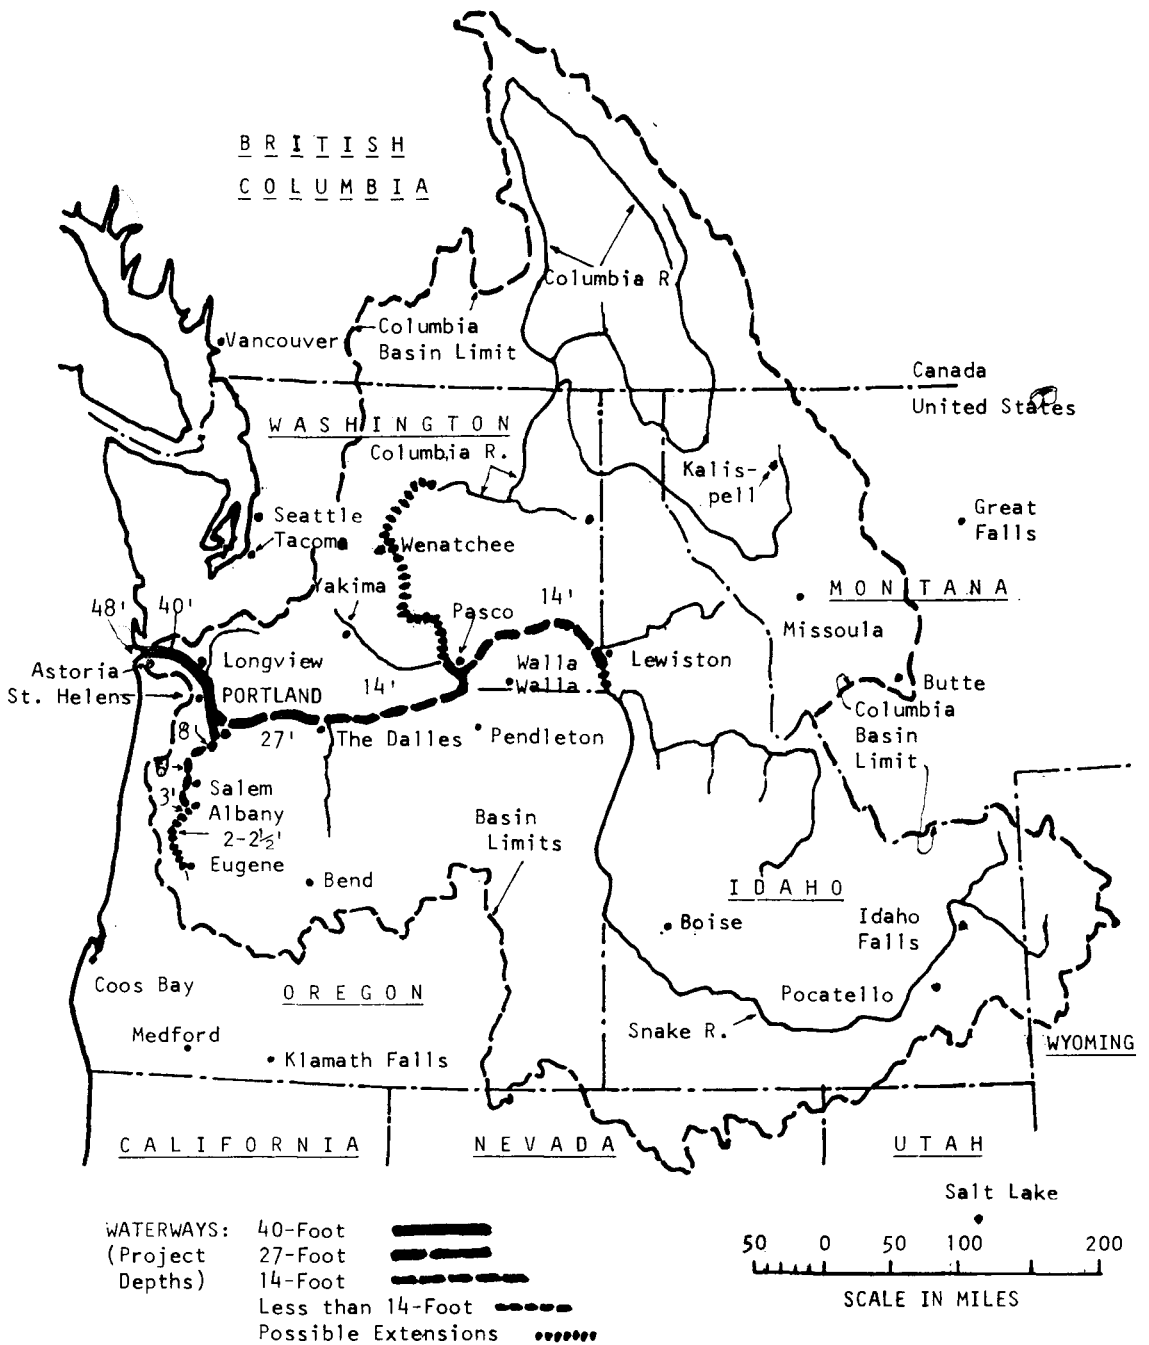 BRITISH
COLUMBIA
Columbia R
Vancouver
Columbia
Basin Limit
Canada
United States
WASHINGTON
Columbia R.
Kalis-
pell
Great
Falls
Seattle
Tacoma
Wenatchee
Yakima
MONTANA
48'
40'
14'
Pasco
Missoula
Astoria
Longview
Walla
Walla
Lewiston
St. Helens
PORTLAND
14'
Butte
Columbia
Basin
Limit
8'
27'
The Dalles
Pendleton
6'
3'
Salem
Albany
2-2½'
Eugene
Basin
Limits
Bend
IDAHO
Boise
Idaho
Falls
Coos Bay
OREGON
Pocatello
Snake R.
Medford
Klamath Falls
WYOMING
CALIFORNIA
NEVADA
UTAH
Salt Lake
WATERWAYS:
(Project
Depths)
40-Foot
27-Foot
14-Foot
Less than 14-Foot
Possible Extensions
50 0 50 100 200
SCALE IN MILES